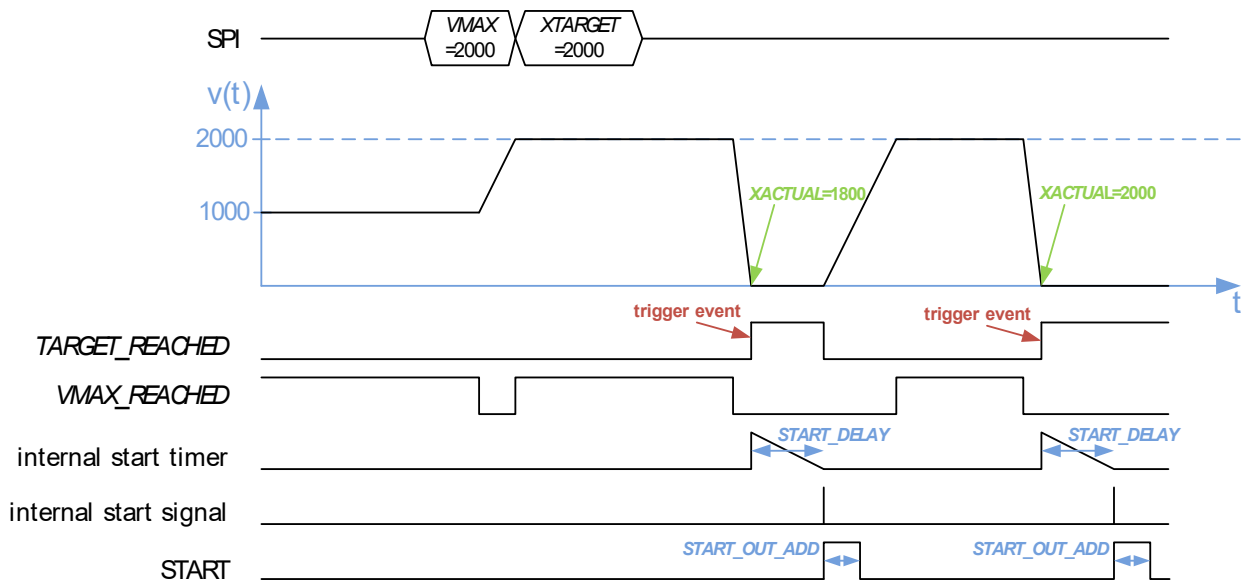 VMAX
=2000
XTARGET
=2000
SPI
v(t)
2000
1000
XACTUAL=1800
XACTUAL=2000
t
trigger event
trigger event
TARGET_REACHED
VMAX_REACHED
START_DELAY
START_DELAY
internal start timer
internal start signal
START_OUT_ADD
START_OUT_ADD
START